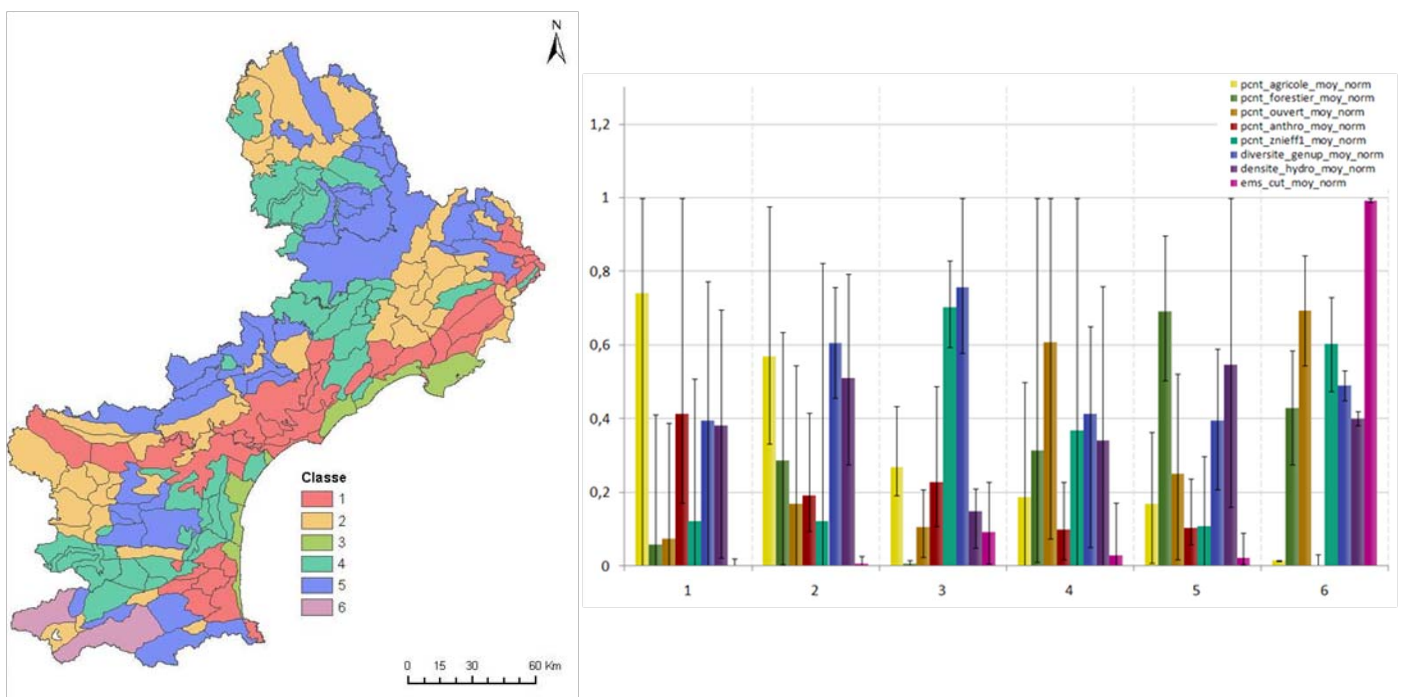 N
Classe
1
2
3
4
5
6
0 15 30 60 Km
pcnt_agricole_moy_norm
pcnt_forestier_moy_norm
pcnt_ouvert_moy_norm
pcnt_anthro_moy_norm
pcnt_znieff1_moy_norm
diversite_genup_moy_norm
densite_hydro_moy_norm
ems_cut_moy_norm
1,2
1
0,8
0,6
0,4
0,2
0
1 2 3 4 5 6